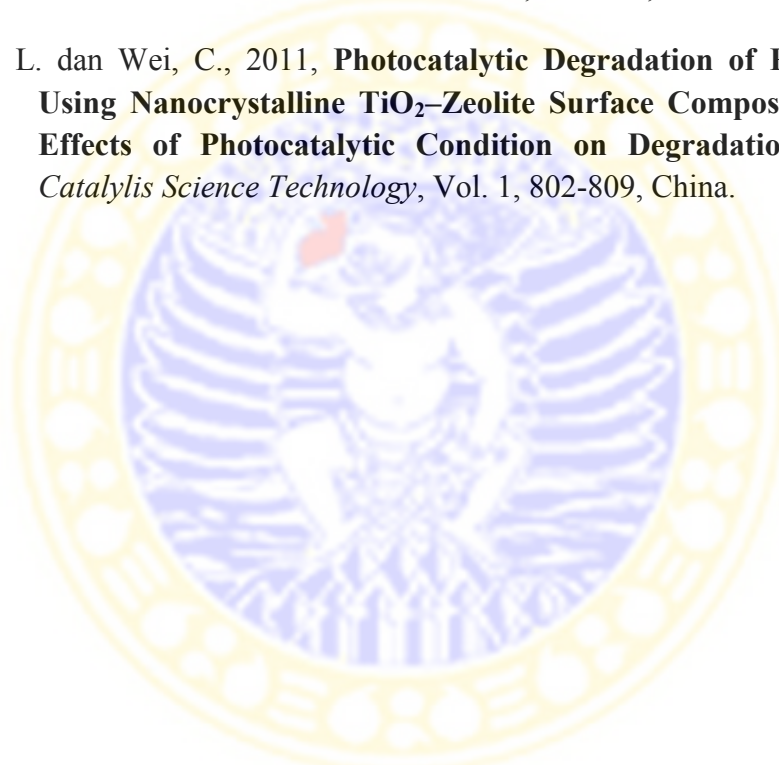 L. dan Wei, C., 2011, Photocatalytic Degradation of
Using Nanocrystalline TiO₂–Zeolite Surface Compos
Effects of Photocatalytic Condition on Degradatio
Catalylis Science Technology, Vol. 1, 802-809, China.